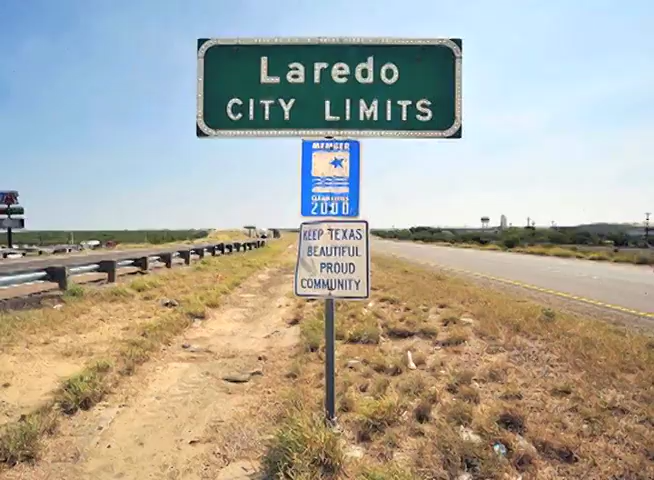 Laredo
CITY LIMITS
MEMBER
CLEAN CITIES
2000
KEEP TEXAS
BEAUTIFUL
PROUD
COMMUNITY